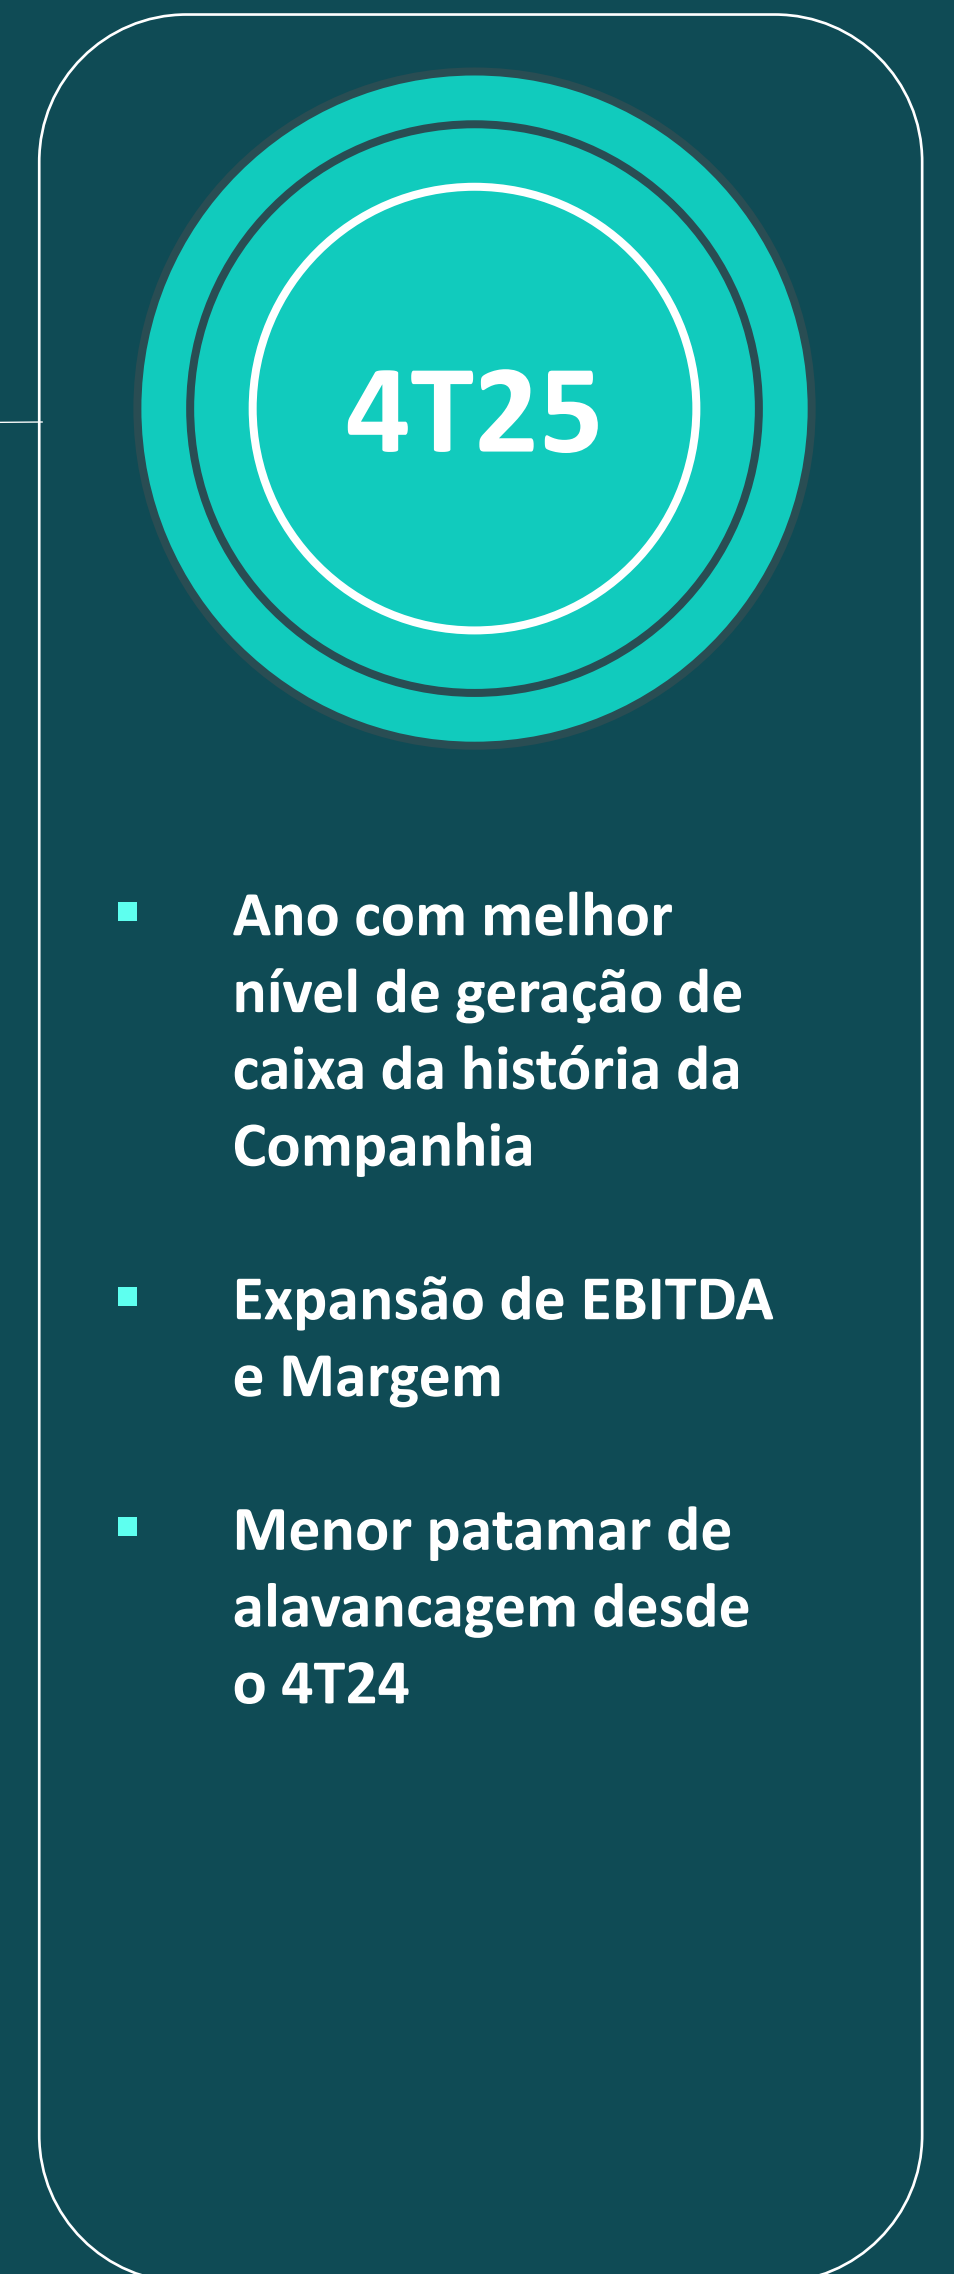 4T25
Ano com melhor
nível de geração de
caixa da história da
Companhia
Expansão de EBITDA
e Margem
Menor patamar de
alavancagem desde
o 4T24